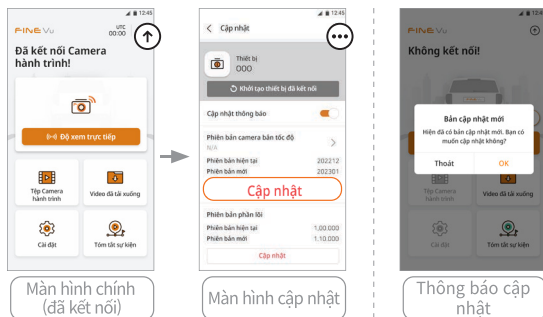 12:45
FINE Vu
UTC
00:00
Đã kết nối Camera
hành trình!
Độ xem trực tiếp
Tệp Camera
hành trình
Video đã tải xuống
Cài đặt
Tóm tắt sự kiện
Màn hình chính
(đã kết nối)
12:45
Cập nhật
Thiết bị
OOO
Khởi tạo thiết bị đã kết nối
Cập nhật thông báo
Phiên bản camera bắn tốc độ
N/A
Phiên bản hiện tại 202212
Phiên bản mới 202301
Cập nhật
Phiên bản phần lõi
Phiên bản hiện tại 1,00.000
Phiên bản mới 1.10.000
Cập nhật
Màn hình cập nhật
12:45
FINE Vu
Không kết nối!
Bản cập nhật mới
Hiện đã có bản cập nhật mới. Bạn có
muốn cập nhật không?
Thoát
OK
Tệp Camera
hành trình
Video đã tải xuống
Cài đặt
Tóm tắt sự kiện
Thông báo cập
nhật